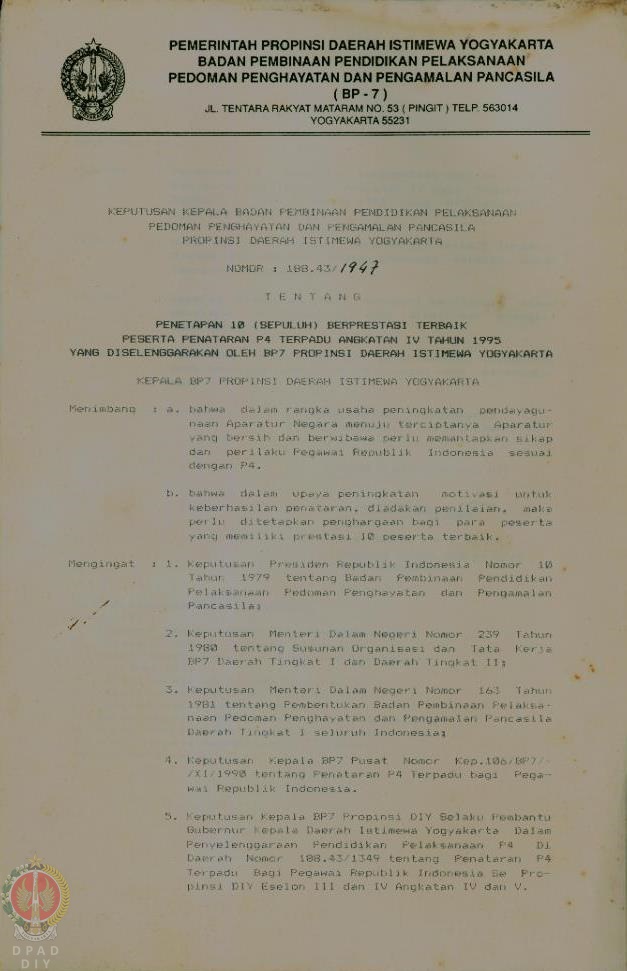 PEMERINTAH PROPINSI DAERAH ISTIMEWA YOGYAKARTA
BADAN PEMBINAAN PENDIDIKAN PELAKSANAAN
PEDOMAN PENGHAYATAN DAN PENGAMALAN PANCASILA
( BP - 7 )
JL. TENTARA RAKYAT MATARAM NO. 53 ( PINGIT ) TELP. 563014
YOGYAKARTA 55231
KEPUTUSAN KEPALA BADAN PEMBINAAN PENDIDIKAN PELAKSANAAN
PEDOMAN PENGHAYATAN DAN PENGAMALAN PANCASILA
PROPINSI DAERAH ISTIMEWA YOGYAKARTA
NOMOR : 188.43/1947
T E N T A N G
PENETAPAN 10 (SEPULUH) BERPRESTASI TERBAIK
PESERTA PENATARAN P4 TERPADU ANGKATAN IV TAHUN 1995
YANG DISELENGGARAKAN OLEH BP7 PROPINSI DAERAH ISTIMEWA YOGYAKARTA
KEPALA BP7 PROPINSI DAERAH ISTIMEWA YOGYAKARTA
Menimbang : a. bahwa dalam rangka usaha peningkatan pendayagu-
naan Aparatur Negara menuju terciptanya Aparatur
yang bersih dan berwibawa perlu memantapkan sikap
dan perilaku Pegawai Republik Indonesia sesuai
dengan P4.
b. bahwa dalam upaya peningkatan motivasi untuk
keberhasilan penataran, diadakan penilaian, maka
perlu ditetapkan penghargaan bagi para peserta
yang memiliki prestasi 10 peserta terbaik.
Mengingat : 1. Keputusan Presiden Republik Indonesia Nomor 10
Tahun 1979 tentang Badan Pembinaan Pendidikan
Pelaksanaan Pedoman Penghayatan dan Pengamalan
Pancasila;
2. Keputusan Menteri Dalam Negeri Nomor 239 Tahun
1980 tentang Susunan Organisasi dan Tata Kerja
BP7 Daerah Tingkat I dan Daerah Tingkat II;
3. Keputusan Menteri Dalam Negeri Nomor 163 Tahun
1981 tentang Pembentukan Badan Pembinaan Pelaksa-
naan Pedoman Penghayatan dan Pengamalan Pancasila
Daerah Tingkat I seluruh Indonesia;
4. Keputusan Kepala BP7 Pusat Nomor Kep.106/BP7/-
/XI/1990 tentang Penataran P4 Terpadu bagi Pega-
wai Republik Indonesia.
5. Keputusan Kepala BP7 Propinsi DIY Selaku Pembantu
Gubernur Kepala Daerah Istimewa Yogyakarta Dalam
Penyelenggaraan Pendidikan Pelaksanaan P4 Di
Daerah Nomor 188.43/1349 tentang Penataran P4
Terpadu Bagi Pegawai Republik Indonesia Se Pro-
pinsi DIY Eselon III dan IV Angkatan IV dan V.
DPAD
DIY